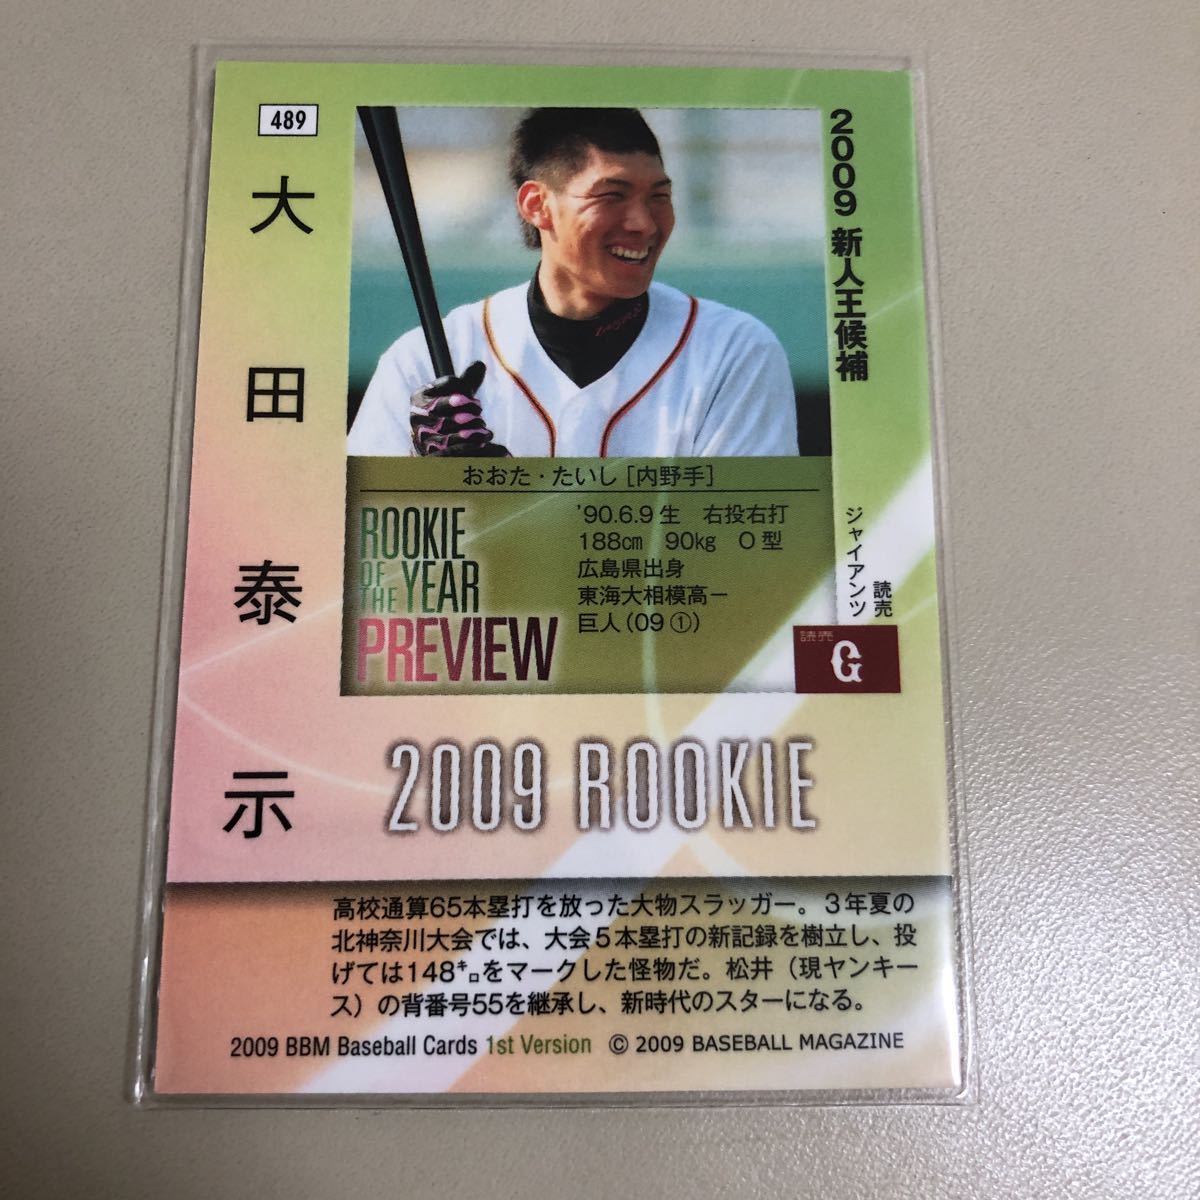 489
大田泰示
2009 新人王候補
おおた・たいし [内野手]
ROOKIE
OF
THE YEAR
PREVIEW
'90.6.9生　右投右打
188cm　90kg　O型
広島県出身
東海大相模高ー
巨人(09①)
読売
ジャイアンツ
読売
G
2009 ROOKIE
高校通算65本塁打を放った大物スラッガー。3年夏の
北神奈川大会では、大会5本塁打の新記録を樹立し、投
げては148㌔をマークした怪物だ。松井（現ヤンキー
ス）の背番号55を継承し、新時代のスターになる。
2009 BBM Baseball Cards 1st Version © 2009 BASEBALL MAGAZINE